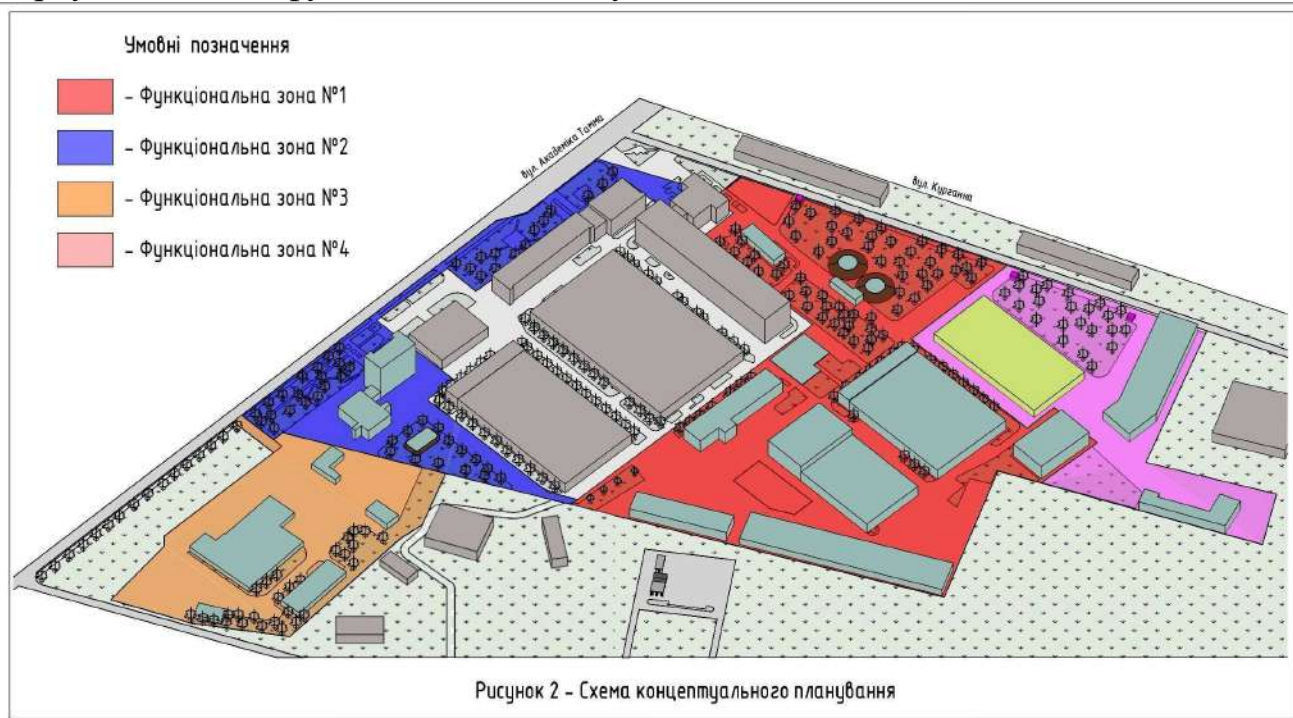 Умовні позначення
- Функціональна зона №1
- Функціональна зона №2
- Функціональна зона №3
- Функціональна зона №4
вул. Академіка Тамма
вул. Курганна
Рисунок 2 - Схема концептуального планування